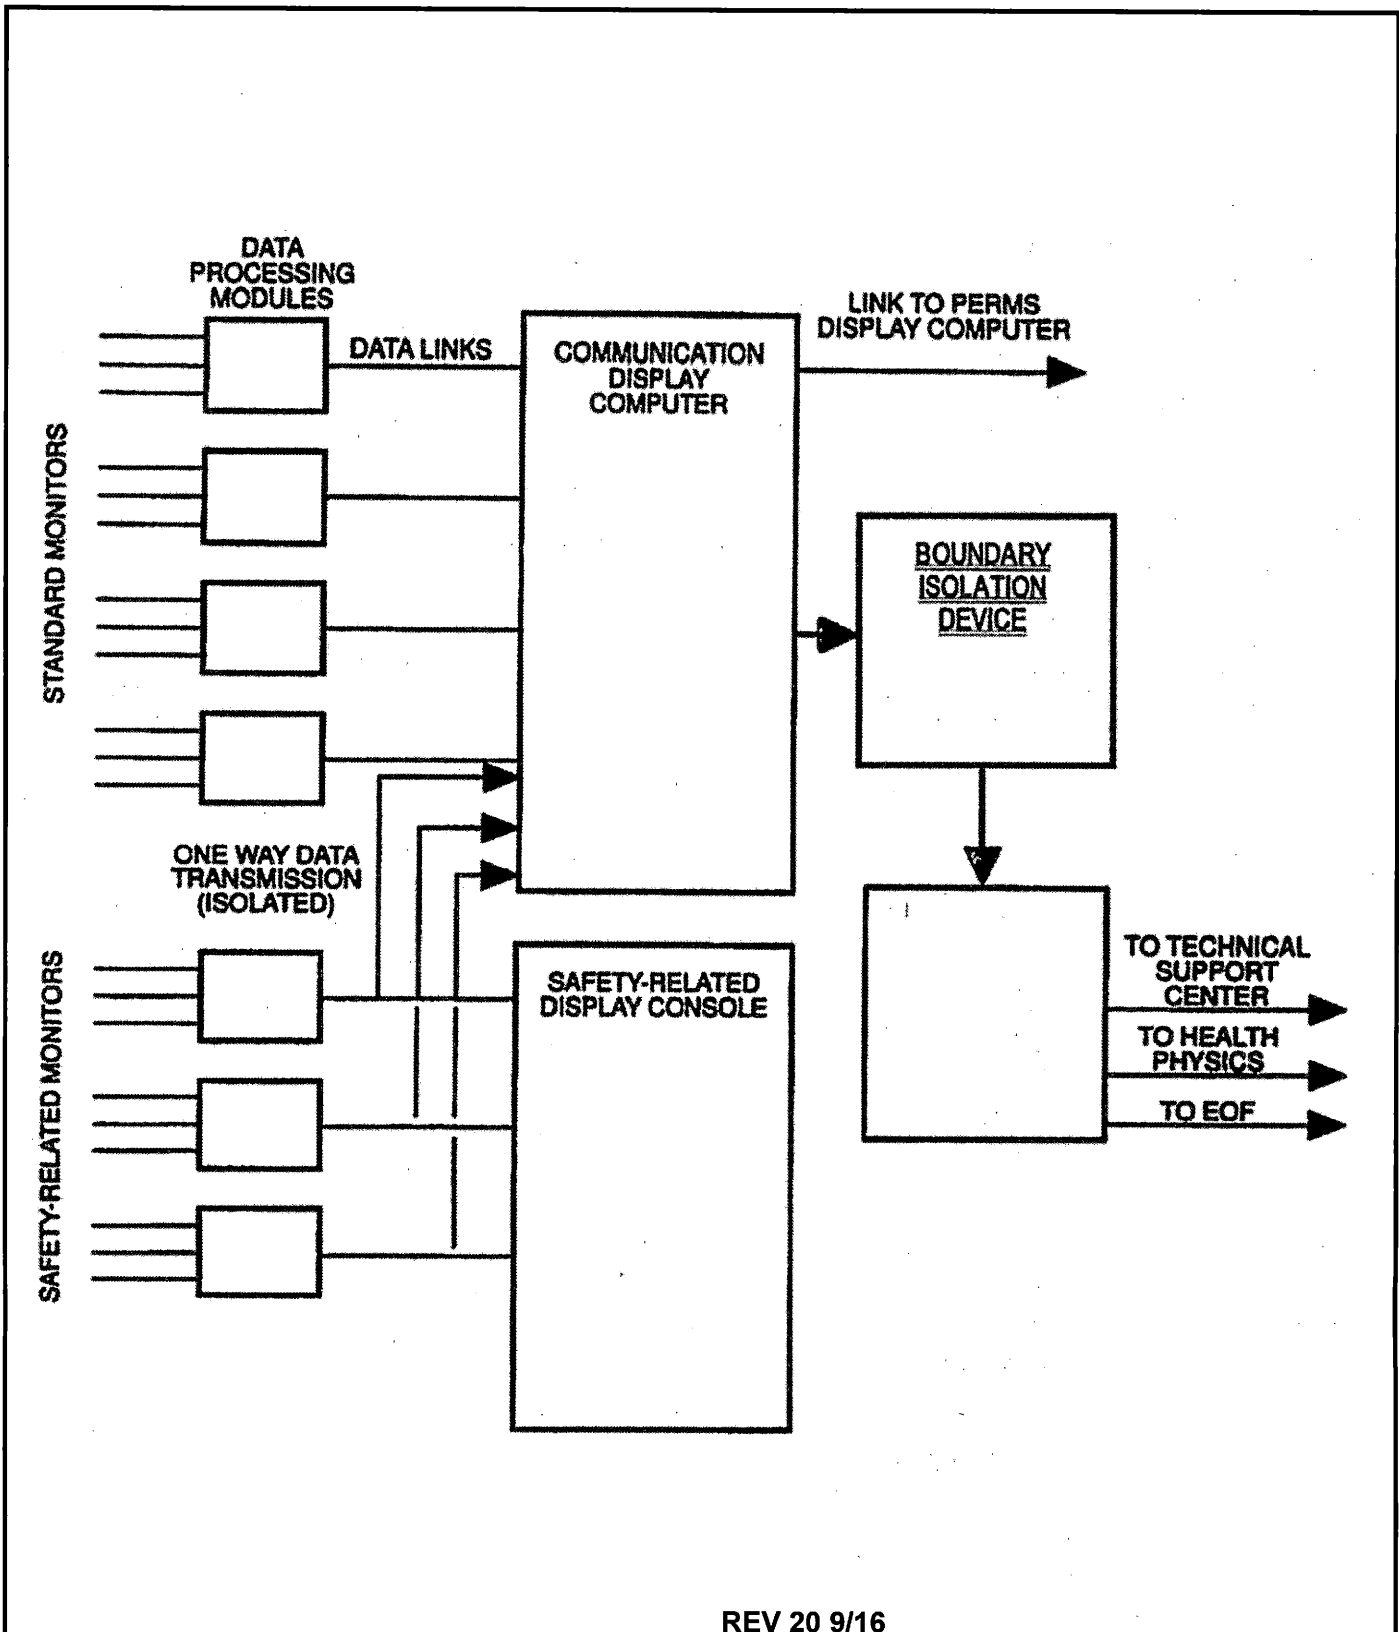 DATA
PROCESSING
MODULES
DATA LINKS
COMMUNICATION
DISPLAY
COMPUTER
LINK TO PERMS
DISPLAY COMPUTER
STANDARD MONITORS
BOUNDARY
ISOLATION
DEVICE
ONE WAY DATA
TRANSMISSION
(ISOLATED)
SAFETY-RELATED MONITORS
SAFETY-RELATED
DISPLAY CONSOLE
TO TECHNICAL
SUPPORT
CENTER
TO HEALTH
PHYSICS
TO EOF
REV 20 9/16